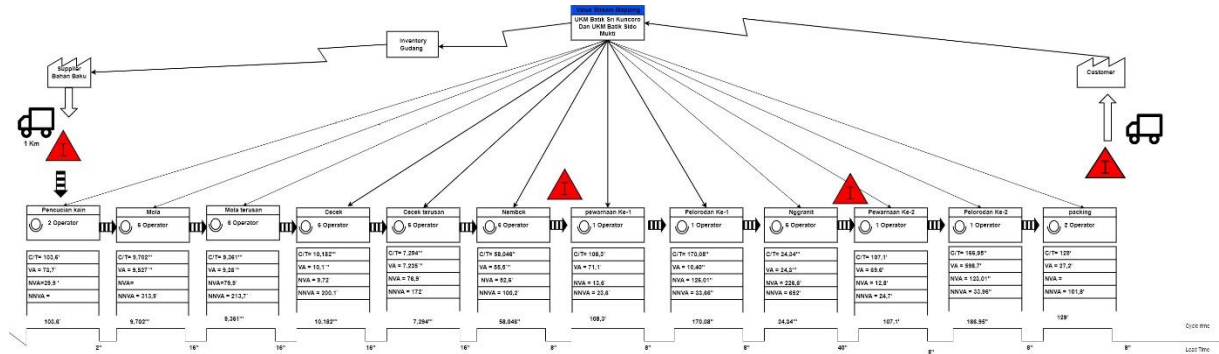 Value Stream Mapping
UKM Batik Sri Kuncoro
Dan UKM Batik Sido
Mukti
Inventory
Gudang
Supplier
Bahan Baku
Customer
1 Km
I
I
I
I
Pencucian kain
2 Operator
Mola
6 Operator
Mola terusan
6 Operator
Cecek
6 Operator
Cecek terusan
6 Operator
Nembok
6 Operator
pewarnaan Ke-1
1 Operator
Pelorodan Ke-1
1 Operator
Nggranit
6 Operator
Pewarnaan Ke-2
1 Operator
Pelorodan Ke-2
1 Operator
packing
2 Operator
C/T= 103,6'
VA = 73,7'
NNVA =
C/T= 9,702'''
VA = 9,527'''
NVA=
NNVA = 313,8'
C/T= 9,361'''
VA = 9,28'''
NVA=79,9'
NNVA = 213,7'
C/T= 10,182'''
VA = 10,1'''
NVA = 9,72'
NNVA = 200,1'
C/T= 7,294'''
VA = 7,225'''
NVA = 76,9'
NNVA = 172'
C/T= 58,046''
VA = 55,5'''
NVA = 52,6'
NNVA = 100,2'
C/T= 108,3'
VA = 71,1'
NVA = 13,6'
NNVA = 23,6'
C/T= 170,08''
VA = 10,40''
NVA = 126,01''
NNVA = 33,66''
C/T= 24,34'''
VA = 24,3'''
NVA = 226,6'
NNVA = 652'
C/T= 107,1'
VA = 69,6'
NVA = 12,8'
NNVA = 24,7'
C/T= 166,95''
VA = 598,7'
NVA = 123,01''
NNVA = 33,96''
C/T= 129'
VA = 27,2'
NVA =
NNVA = 101,8'
103,6'
9,702'''
9,361'''
10,182'''
7,294'''
58,046''
108,3'
170,08''
24,34'''
107,1'
166,95''
129'
Cycle time
2"
16"
16"
16"
16"
8"
8"
8"
40"
8"
8"
8"
Lead Time